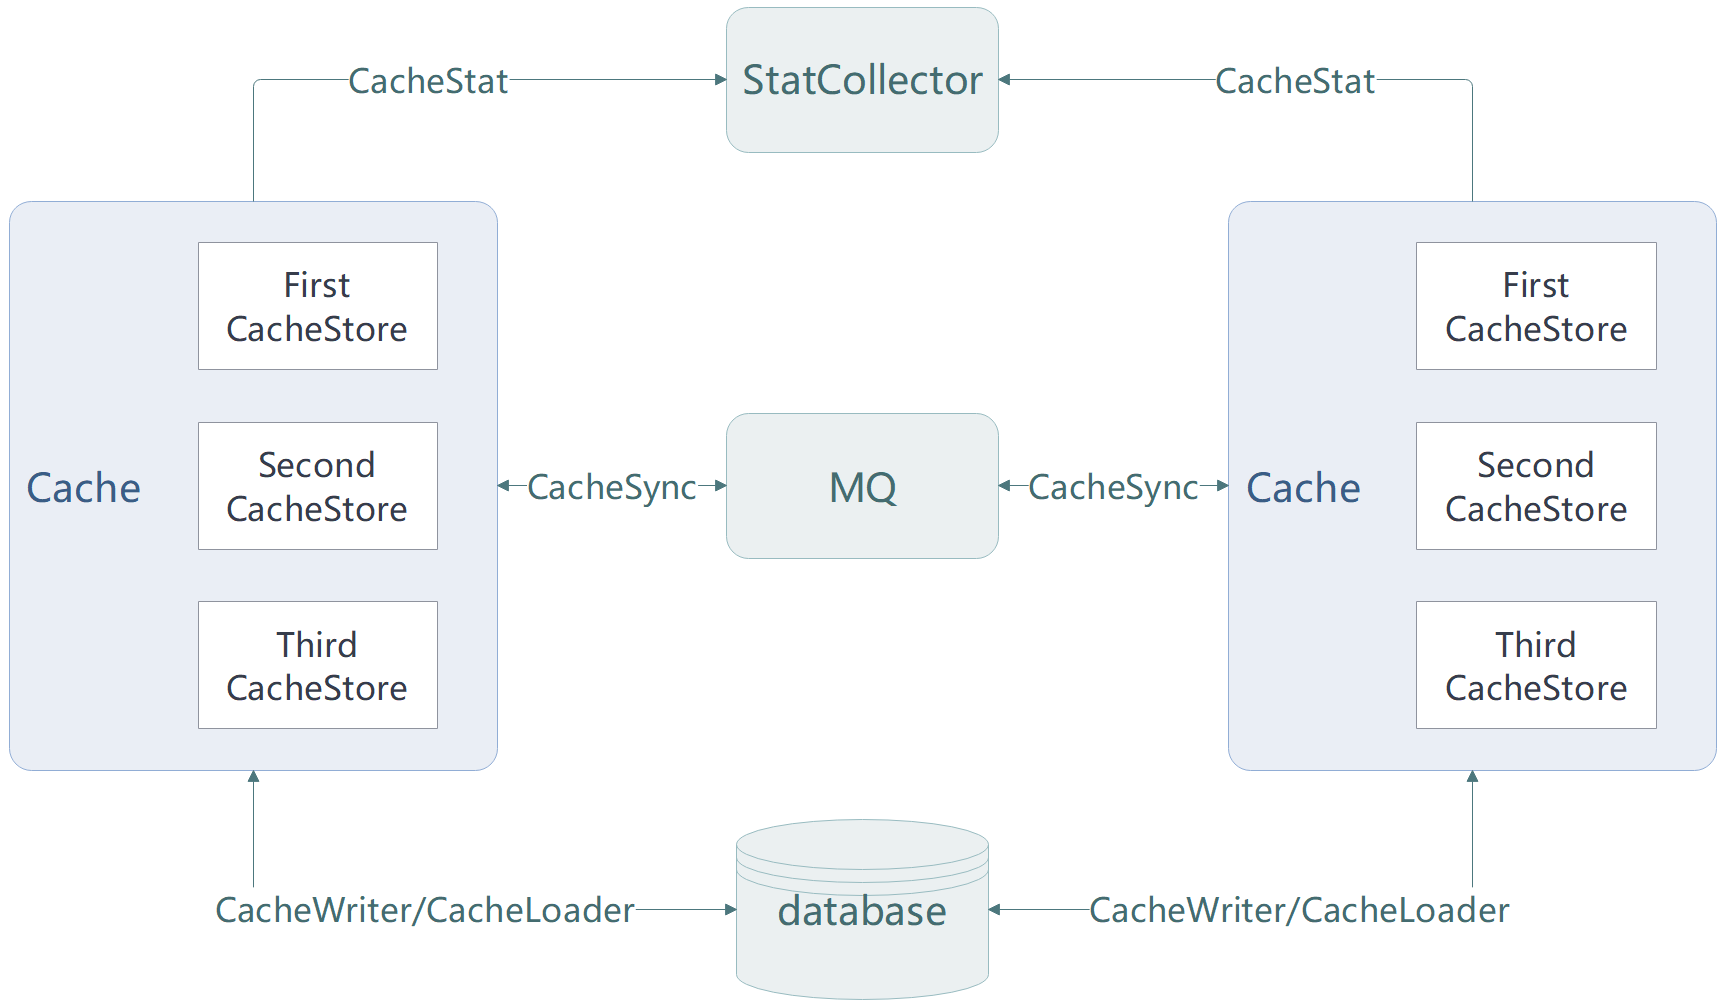 StatCollector
CacheStat
CacheStat
Cache
First
CacheStore
Second
CacheStore
Third
CacheStore
CacheSync
MQ
CacheSync
Cache
First
CacheStore
Second
CacheStore
Third
CacheStore
CacheWriter/CacheLoader
database
CacheWriter/CacheLoader